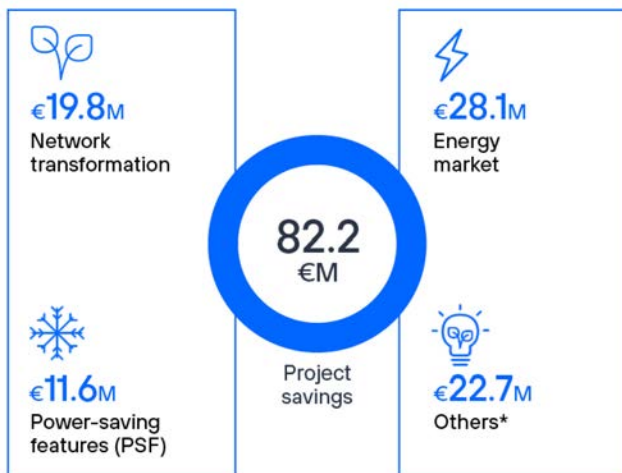 €19.8M
Network
transformation
€28.1M
Energy
market
82.2
€M
Project
savings
€11.6M
Power-saving
features (PSF)
€22.7M
Others*